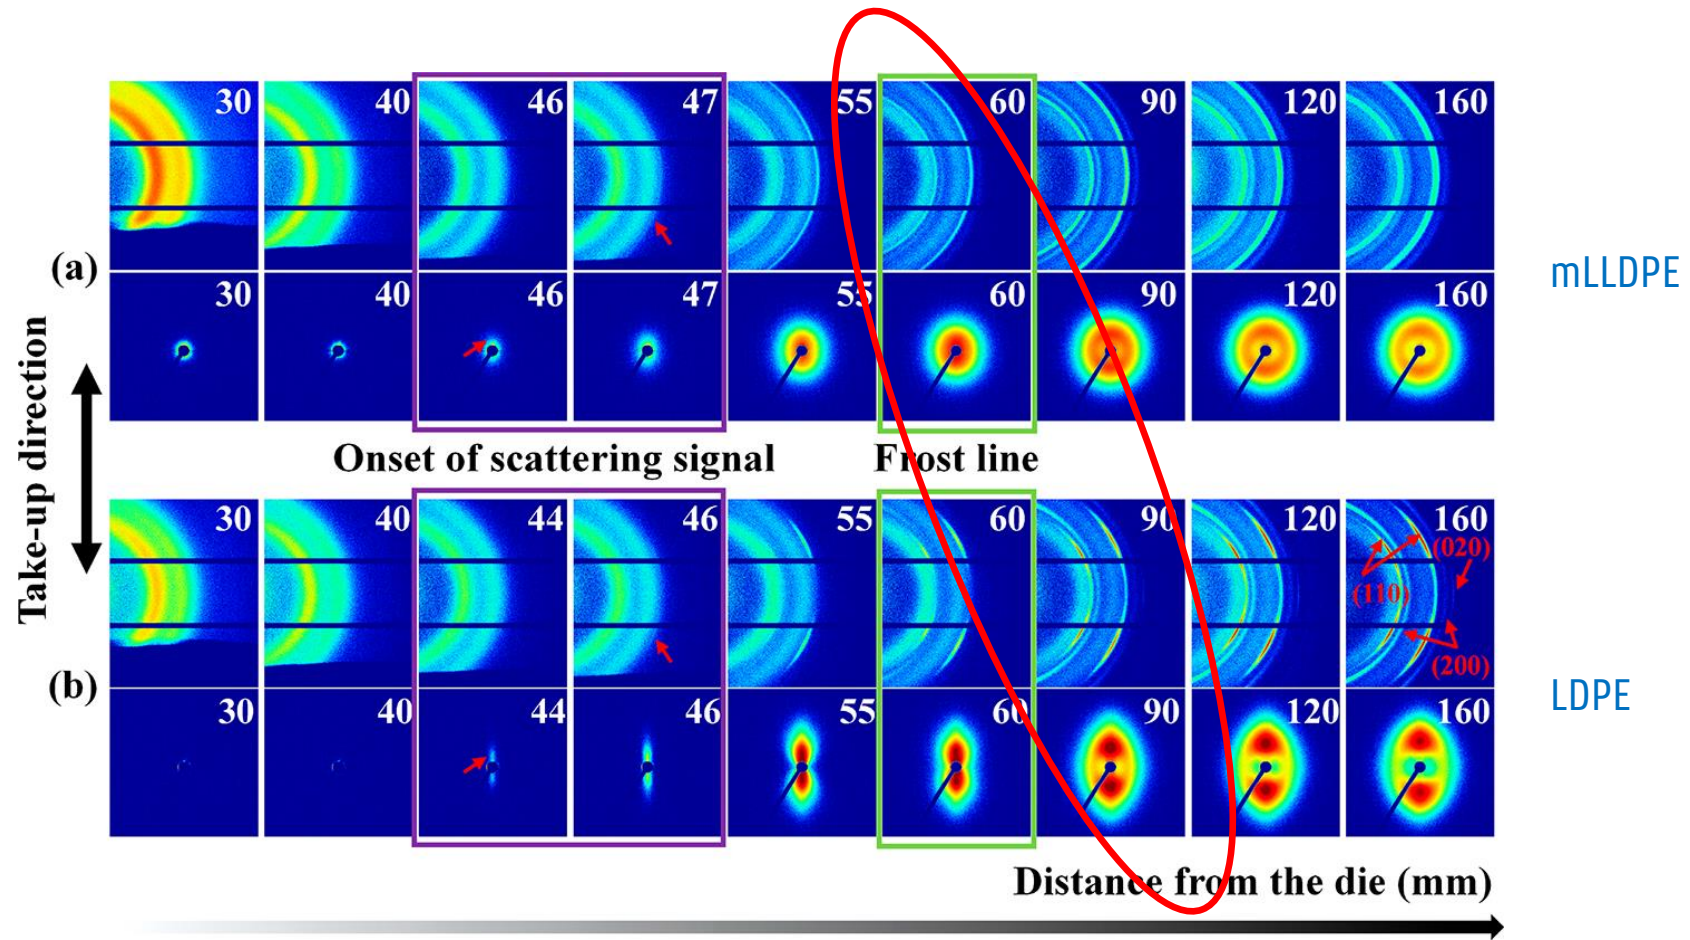 30 40 46 47 55 60 90 120 160
(a)
mLLDPE
30 40 46 47 55 60 90 120 160
Take-up direction
Onset of scattering signal
Frost line
30 40 44 46 55 60 90 120 160
(020)
(110)
(200)
(b)
LDPE
30 40 44 46 55 60 90 120 160
Distance from the die (mm)